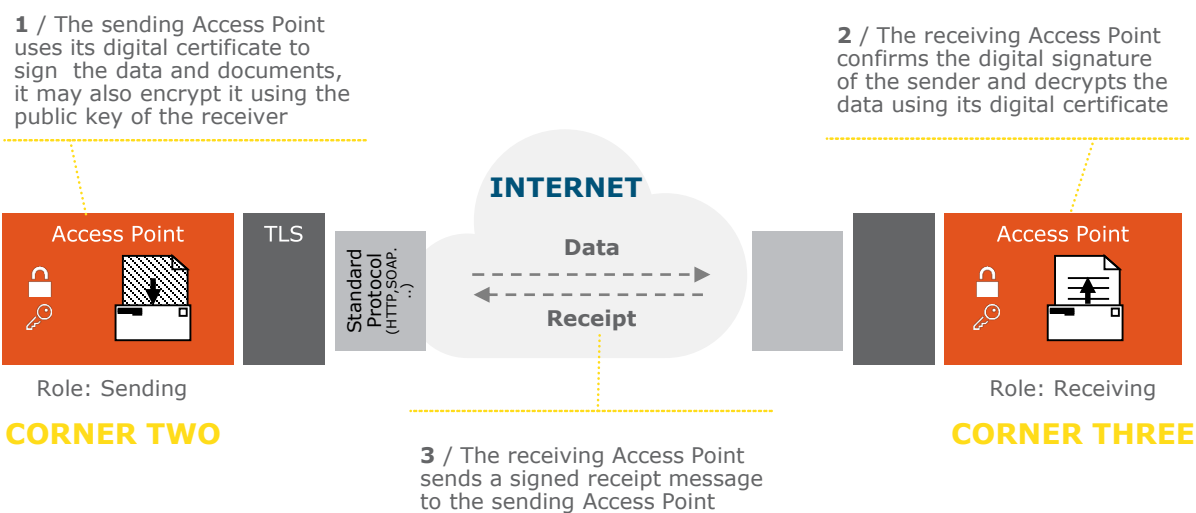 1 / The sending Access Point
uses its digital certificate to
sign  the data and documents,
it may also encrypt it using the
public key of the receiver
2 / The receiving Access Point
confirms the digital signature
of the sender and decrypts the
data using its digital certificate
INTERNET
Access Point
TLS
Standard
Protocol
(HTTP,SOAP.
..)
Data
Receipt
Access Point
Role: Sending
Role: Receiving
CORNER TWO
CORNER THREE
3 / The receiving Access Point
sends a signed receipt message
to the sending Access Point